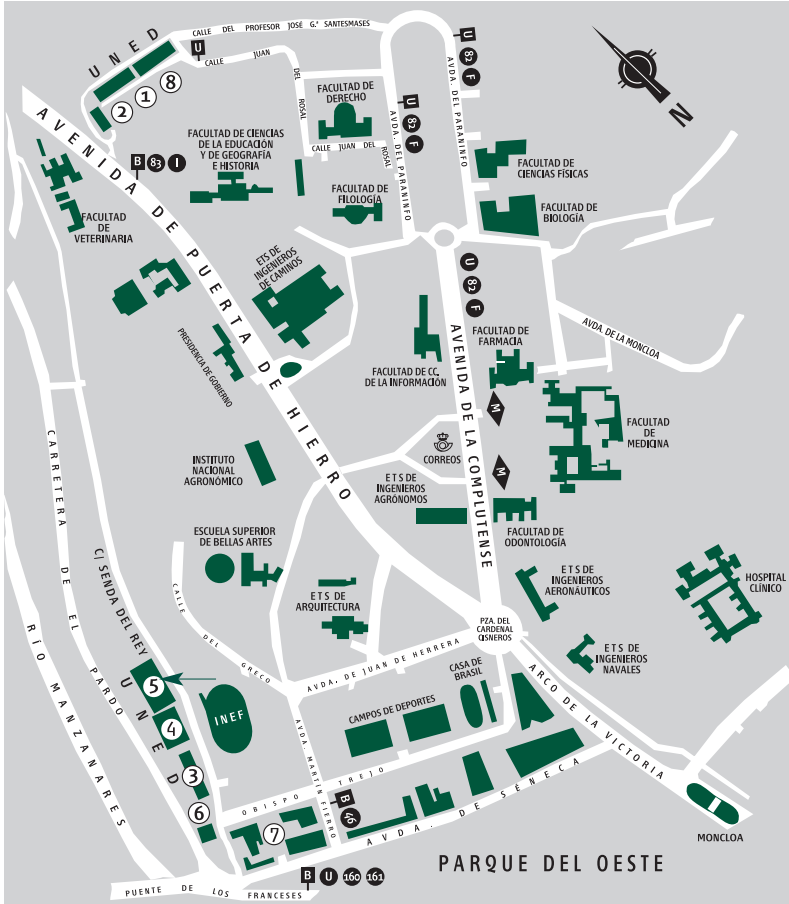 CALLE DEL PROFESOR JOSÉ G.ª SANTESMASES
UNED
U
CALLE JUAN DEL ROSAL
2
1
8
U
82
F
AVDA. DEL PARANINFO
U
82
F
AVDA. DEL PARANINFO
N
FACULTAD DE
DERECHO
CALLE JUAN DEL ROSAL
FACULTAD DE CIENCIAS
DE LA EDUCACIÓN
Y DE GEOGRAFÍA
E HISTORIA
B
83
I
AVENIDA DE PUERTA DE HIERRO
FACULTAD DE
CIENCIAS FÍSICAS
FACULTAD
DE
FILOLOGÍA
FACULTAD DE
BIOLOGÍA
FACULTAD
DE
VETERINARIA
ETS DE
INGENIEROS
DE CAMINOS
U
82
F
AVENIDA DE LA COMPLUTENSE
PRESIDENCIA DE GOBIERNO
FACULTAD DE
FARMACIA
AVDA. DE LA MONCLOA
FACULTAD DE CC.
DE LA INFORMACIÓN
M
FACULTAD
DE
MEDICINA
CORREOS
M
INSTITUTO
NACIONAL
AGRONÓMICO
ETS DE
INGENIEROS
AGRÓNOMOS
CARRETERA DE EL PARDO
ESCUELA SUPERIOR
DE BELLAS ARTES
FACULTAD DE
ODONTOLOGÍA
C/ SENDA DEL REY
CALLE DEL GRECO
ETS DE
ARQUITECTURA
ETS DE
INGENIEROS
AERONÁUTICOS
HOSPITAL
CLÍNICO
RÍO MANZANARES
PZA. DEL
CARDENAL
CISNEROS
ETS DE
INGENIEROS
NAVALES
AVDA. DE JUAN DE HERRERA
CASA DE
BRASIL
ARCO DE LA VICTORIA
UNED
5
INEF
4
CAMPOS DE DEPORTES
AVDA. MARTÍN FIERRO
3
OBISPO TREJO
6
7
B
46
AVDA. DE SÉNECA
MONCLOA
PARQUE DEL OESTE
B
U
160
161
PUENTE DE LOS FRANCESES